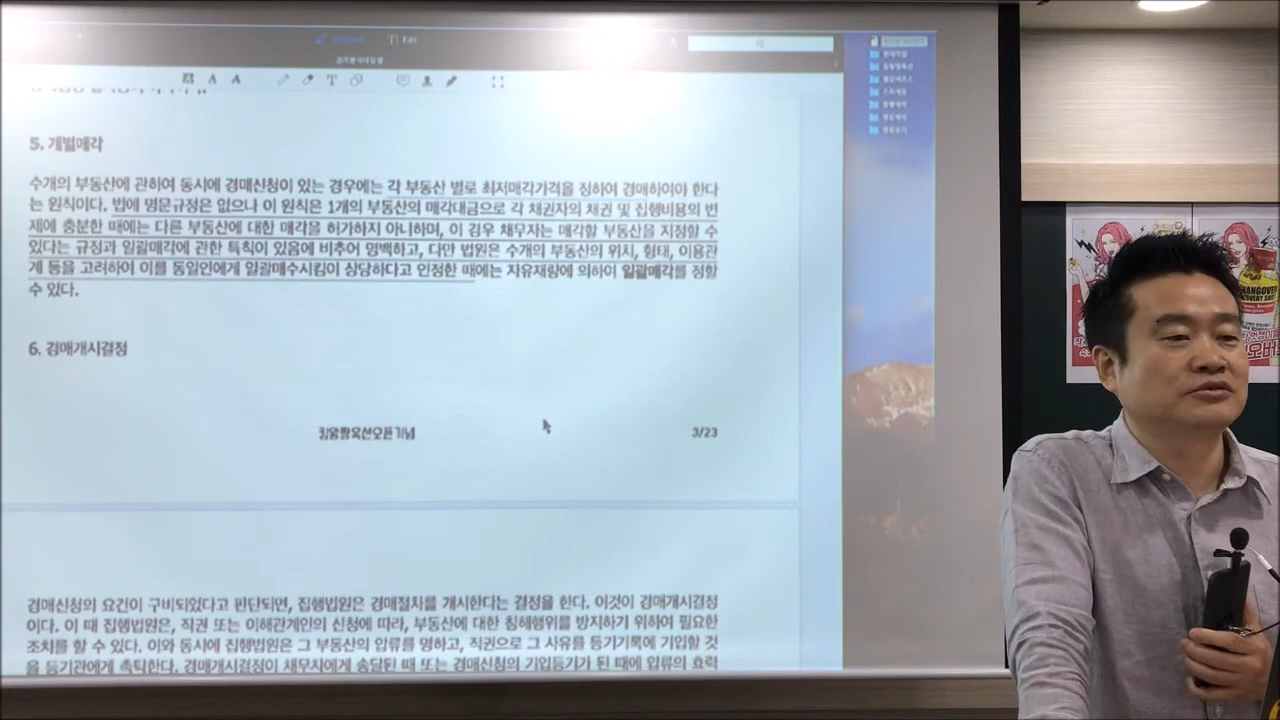 T Edit
5. 개별매각
수개의 부동산에 관하여 동시에 경매신청이 있는 경우에는 각 부동산 별로 최저매각가격을 정하여 경매하여야 한다
는 원칙이다. 법에 명문규정은 없으나 이 원칙은 1개의 부동산의 매각대금으로 각 채권자의 채권 및 집행비용의 변
제에 충분한 때에는 다른 부동산에 대한 매각을 허가하지 아니하며, 이 경우 채무자는 매각할 부동산을 지정할 수
있다는 규정과 일괄매각에 관한 특칙이 있음에 비추어 명백하고, 다만 법원은 수개의 부동산의 위치, 형태, 이용관
계 등을 고려하여 이를 동일인에게 일괄매수시킴이 상당하다고 인정한 때에는 자유재량에 의하여 일괄매각를 정할
수 있다.
6. 경매개시결정
3/23
경매신청의 요건이 구비되었다고 판단되면, 집행법원은 경매절차를 개시한다는 결정을 한다. 이것이 경매개시결정
이다. 이 때 집행법원은, 직권 또는 이해관계인의 신청에 따라, 부동산에 대한 침해행위를 방지하기 위하여 필요한
조치를 할 수 있다. 이와 동시에 집행법원은 그 부동산의 압류를 명하고, 직권으로 그 사유를 등기기록에 기입할 것
을 등기관에게 촉탁한다. 경매개시결정이 채무자에게 송달된 때 또는 경매신청의 기입등기가 된 때에 압류의 효력
HANGOVER